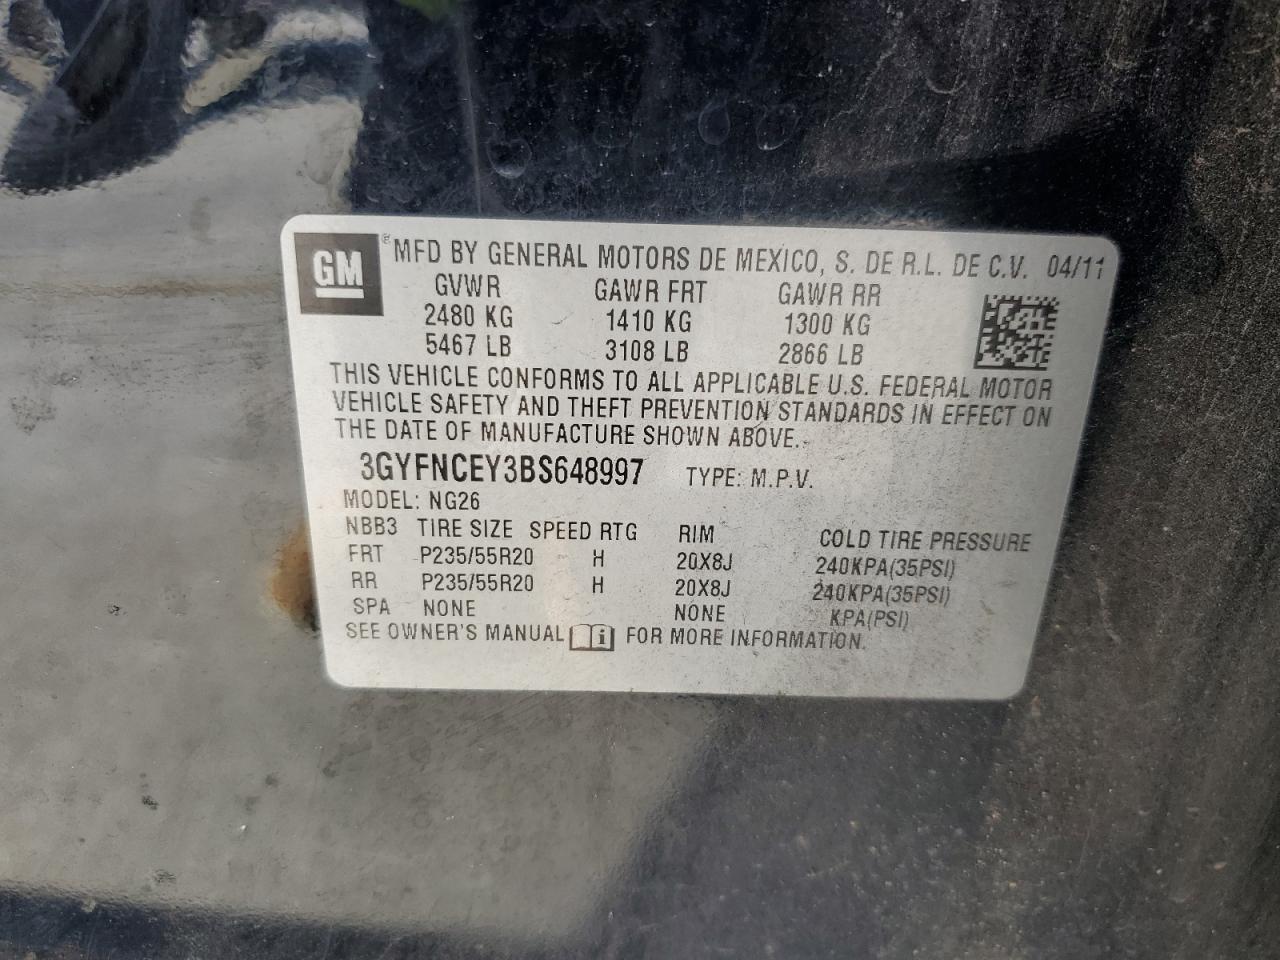 GM ® MFD BY GENERAL MOTORS DE MEXICO, S. DE R.L. DE C.V. 04/11
GVWR GAWR FRT GAWR RR
2480 KG 1410 KG 1300 KG
5467 LB 3108 LB 2866 LB
THIS VEHICLE CONFORMS TO ALL APPLICABLE U.S. FEDERAL MOTOR
VEHICLE SAFETY AND THEFT PREVENTION STANDARDS IN EFFECT ON
THE DATE OF MANUFACTURE SHOWN ABOVE.
3GYFNCEY3BS648997 TYPE: M.P.V.
MODEL: NG26
NBB3 TIRE SIZE SPEED RTG RIM COLD TIRE PRESSURE
FRT P235/55R20 H 20X8J 240KPA(35PSI)
RR P235/55R20 H 20X8J 240KPA(35PSI)
SPA NONE NONE KPA(PSI)
SEE OWNER'S MANUAL i FOR MORE INFORMATION.